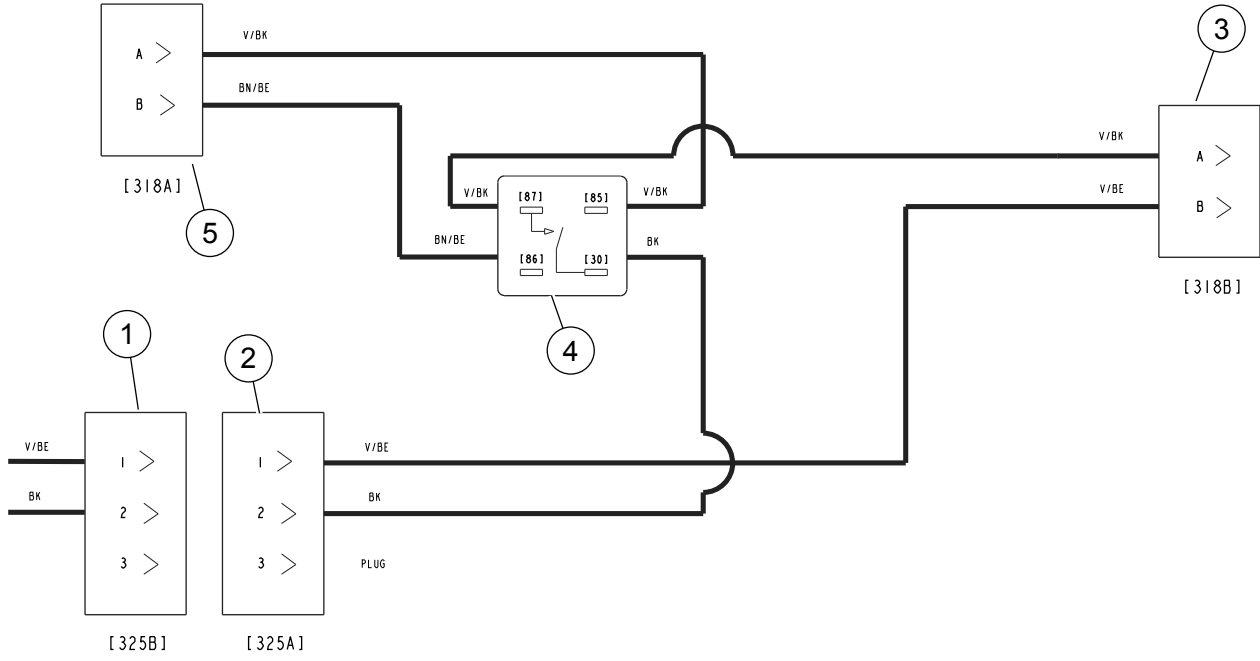 V/BK
A
B
BN/BE
[318A]
5
3
V/BK
A
V/BE
B
[318B]
V/BK
[87]
[85]
V/BK
BN/BE
[86]
[30]
BK
4
1
2
V/BE
1
BK
2
3
[325B]
1
V/BE
2
BK
3
PLUG
[325A]